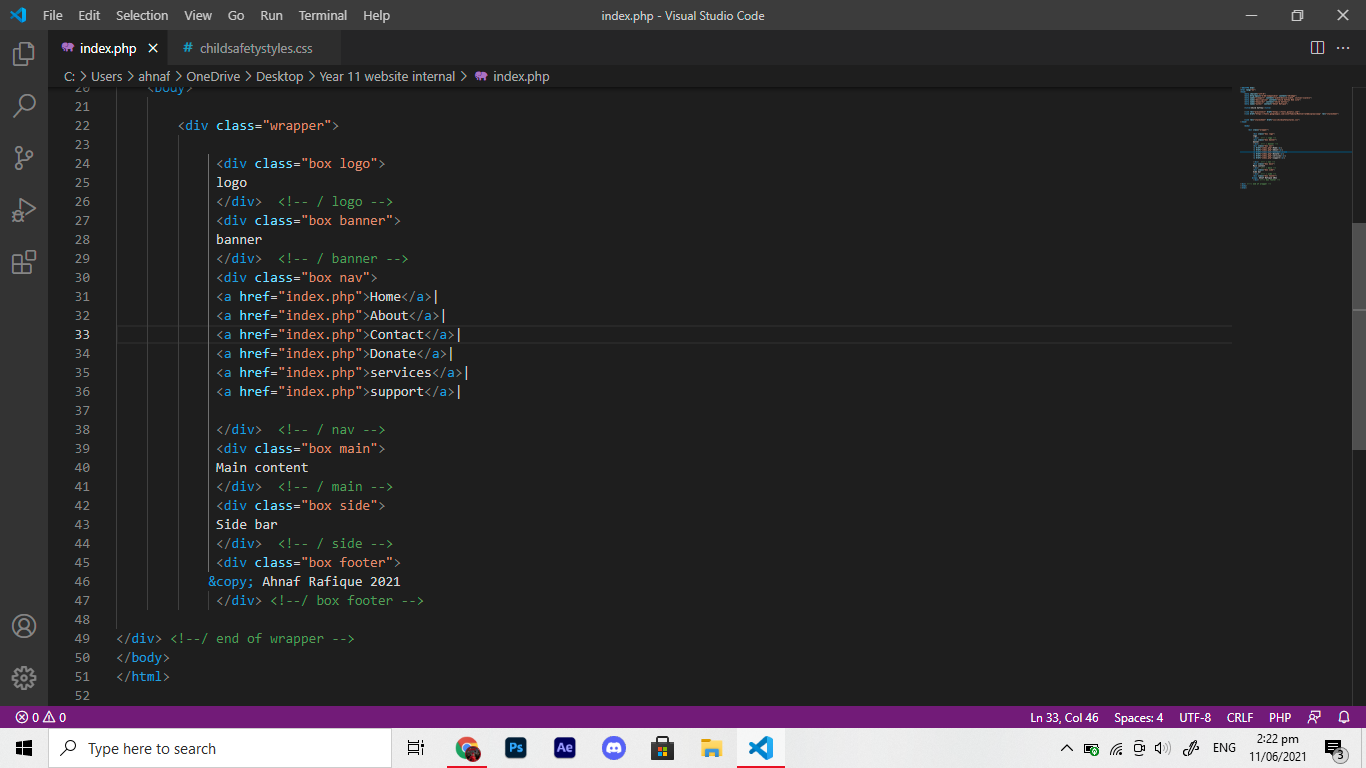 File Edit Selection View Go Run Terminal Help index.php - Visual Studio Code
index.php # childsafetystyles.css
C: > Users > ahnaf > OneDrive > Desktop > Year 11 website internal > index.php
20 <body>
21
22 <div class="wrapper">
23
24 <div class="box logo">
25 logo
26 </div>  <!-- / logo -->
27 <div class="box banner">
28 banner
29 </div>  <!-- / banner -->
30 <div class="box nav">
31 <a href="index.php">Home</a>|
32 <a href="index.php">About</a>|
33 <a href="index.php">Contact</a>|
34 <a href="index.php">Donate</a>|
35 <a href="index.php">services</a>|
36 <a href="index.php">support</a>|
37
38 </div>  <!-- / nav -->
39 <div class="box main">
40 Main content
41 </div>  <!-- / main -->
42 <div class="box side">
43 Side bar
44 </div>  <!-- / side -->
45 <div class="box footer">
46 &copy; Ahnaf Rafique 2021
47 </div> <!--/ box footer -->
48
49 </div> <!--/ end of wrapper -->
50 </body>
51 </html>
52
0 0 Ln 33, Col 46 Spaces: 4 UTF-8 CRLF PHP
Type here to search Ps Ae ENG 2:22 pm
11/06/2021 3